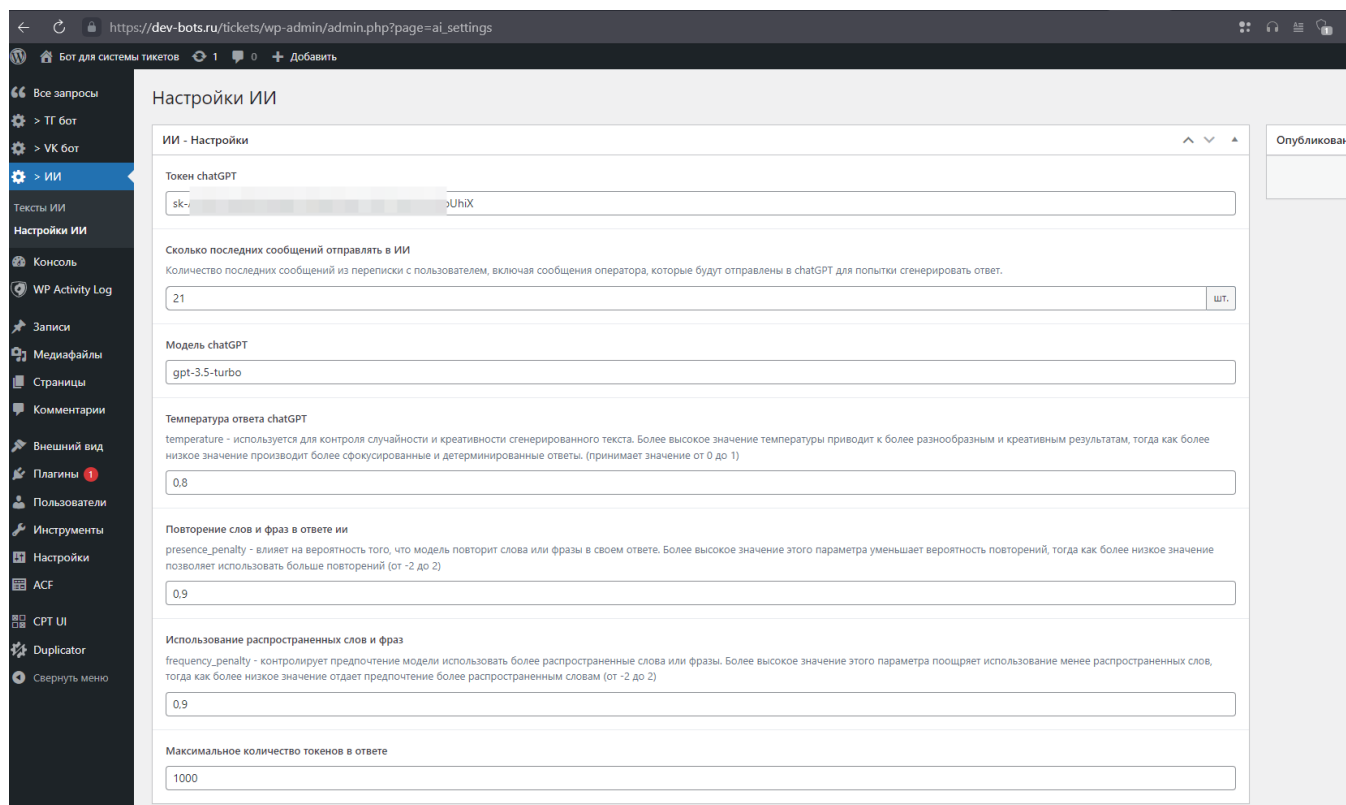 https://dev-bots.ru/tickets/wp-admin/admin.php?page=ai_settings
1
Бот для системы тикетов 1 0 + Добавить
Все запросы
> ТГ бот
> VK бот
> ИИ
Тексты ИИ
Настройки ИИ
Консоль
WP Activity Log
Записи
Медиафайлы
Страницы
Комментарии
Внешний вид
Плагины 1
Пользователи
Инструменты
Настройки
ACF
CPT UI
Duplicator
Свернуть меню
Настройки ИИ
ИИ - Настройки
Токен chatGPT
sk-
UhiX
Сколько последних сообщений отправлять в ИИ
Количество последних сообщений из переписки с пользователем, включая сообщения оператора, которые будут отправлены в chatGPT для попытки сгенерировать ответ.
21
шт.
Модель chatGPT
gpt-3.5-turbo
Температура ответа chatGPT
temperature - используется для контроля случайности и креативности сгенерированного текста. Более высокое значение температуры приводит к более разнообразным и креативным результатам, тогда как более
низкое значение производит более сфокусированные и детерминированные ответы. (принимает значение от 0 до 1)
0,8
Повторение слов и фраз в ответе ии
presence_penalty - влияет на вероятность того, что модель повторит слова или фразы в своем ответе. Более высокое значение этого параметра уменьшает вероятность повторений, тогда как более низкое значение
позволяет использовать больше повторений (от -2 до 2)
0,9
Использование распространенных слов и фраз
frequency_penalty - контролирует предпочтение модели использовать более распространенные слова или фразы. Более высокое значение этого параметра поощряет использование менее распространенных слов,
тогда как более низкое значение отдает предпочтение более распространенным словам (от -2 до 2)
0,9
Максимальное количество токенов в ответе
1000
Опубликован